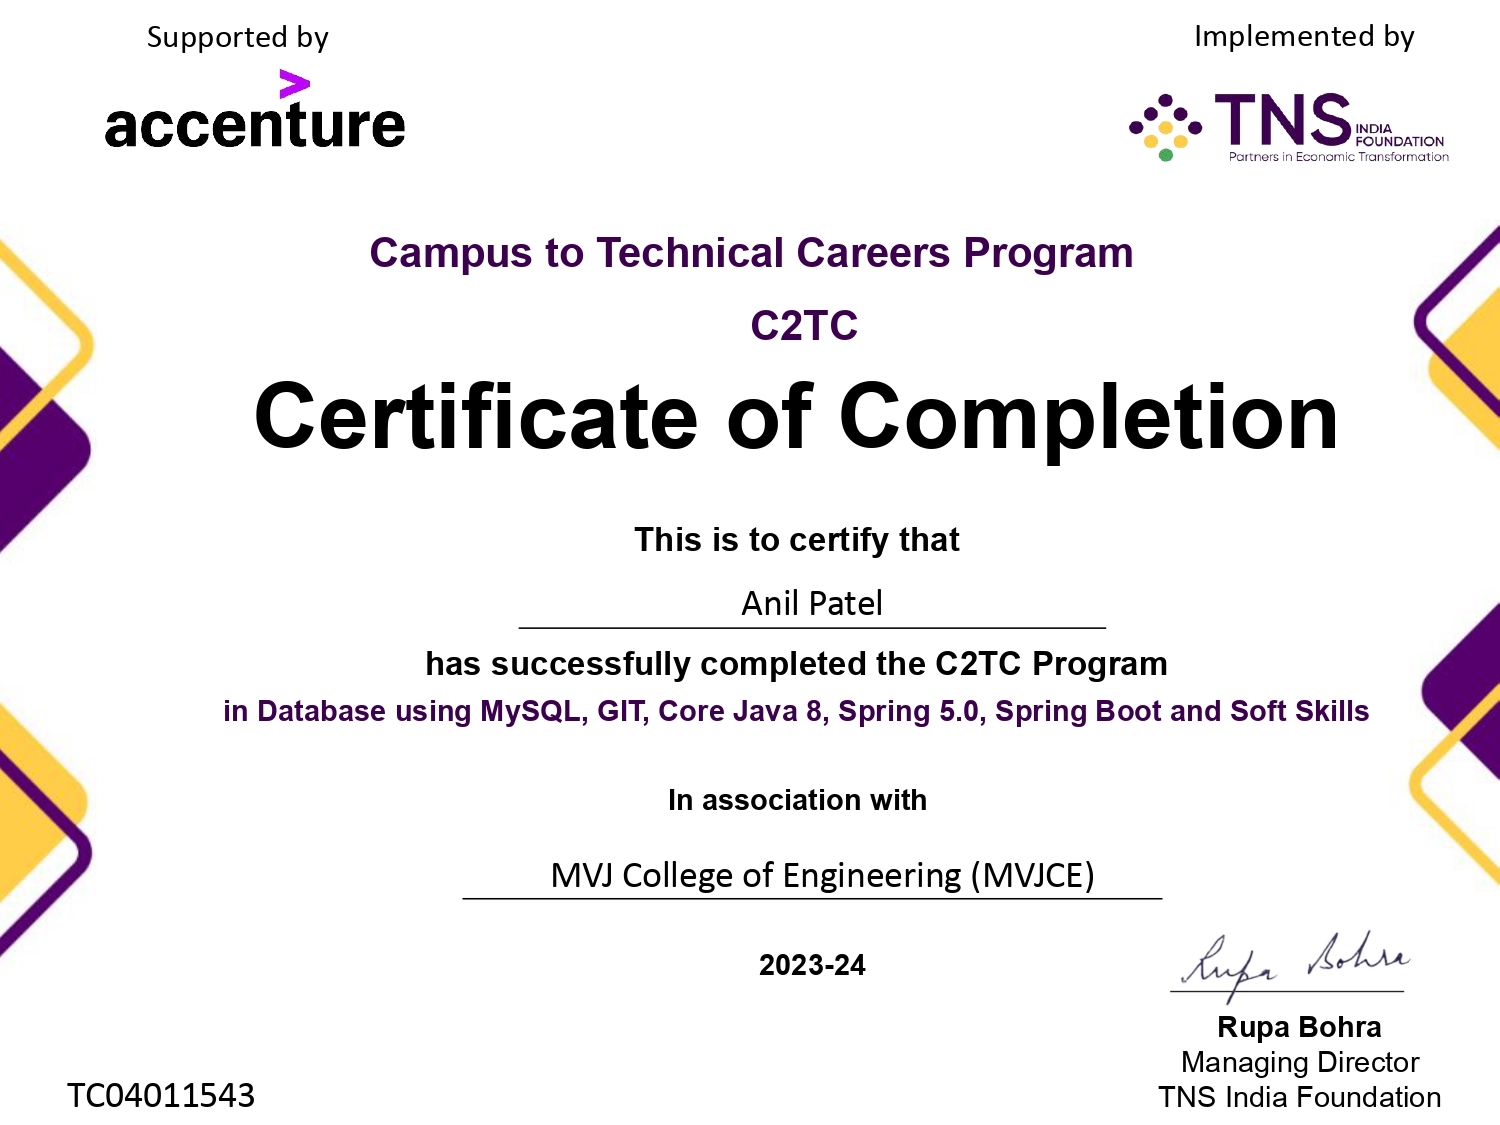 Supported by
accenture
Implemented by
TNS INDIA FOUNDATION
Partners in Economic Transformation
Campus to Technical Careers Program
C2TC
Certificate of Completion
This is to certify that
Anil Patel
has successfully completed the C2TC Program
in Database using MySQL, GIT, Core Java 8, Spring 5.0, Spring Boot and Soft Skills
In association with
MVJ College of Engineering (MVJCE)
2023-24
Rupa Bohra
Rupa Bohra
Managing Director
TNS India Foundation
TC04011543